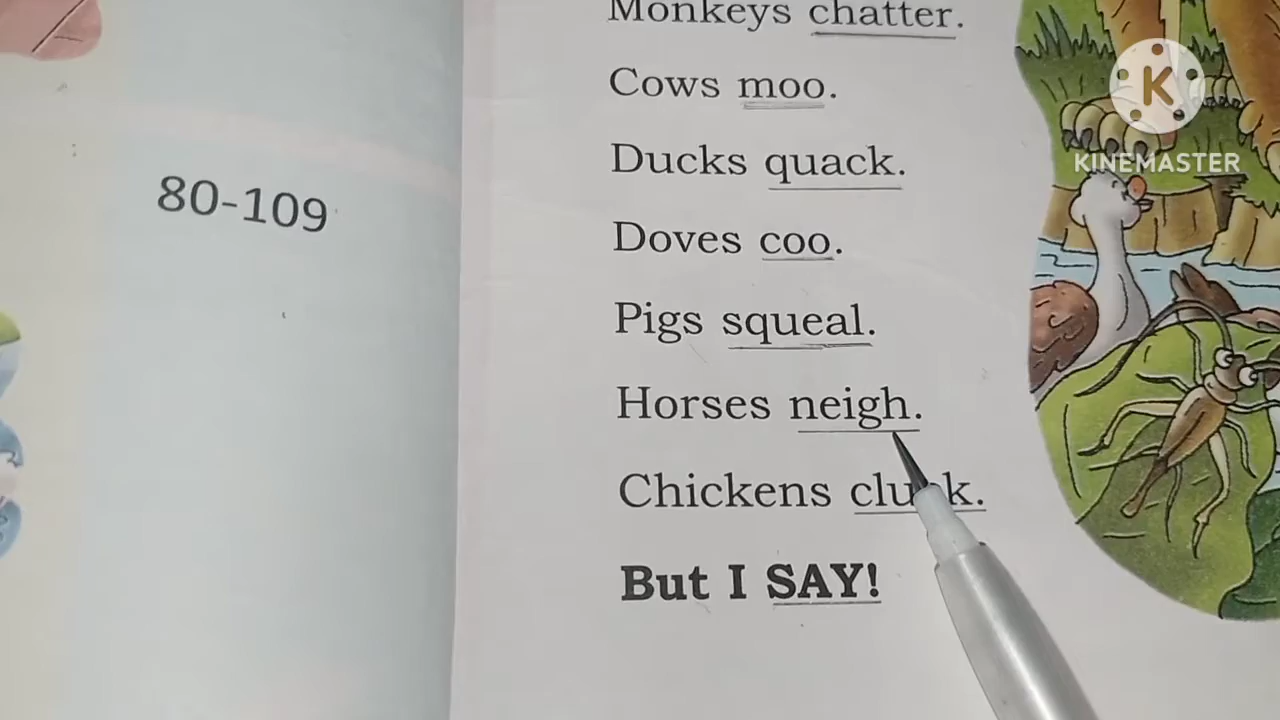 80-109
Monkeys chatter.
Cows moo.
Ducks quack.
Doves coo.
Pigs squeal.
Horses neigh.
Chickens cluck.
But I SAY!
K
KINEMASTER